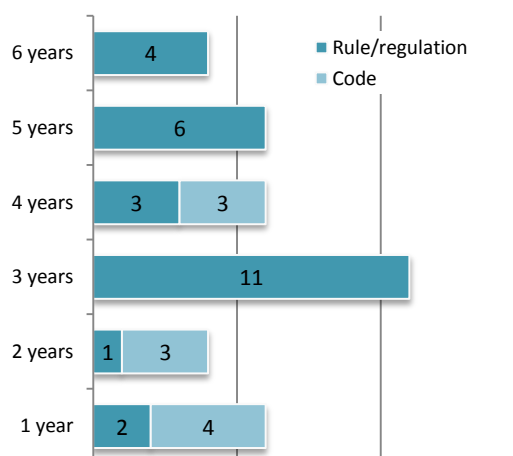 Rule/regulation
Code
6 years
4
5 years
6
4 years
3 3
3 years
11
2 years
1 3
1 year
2 4